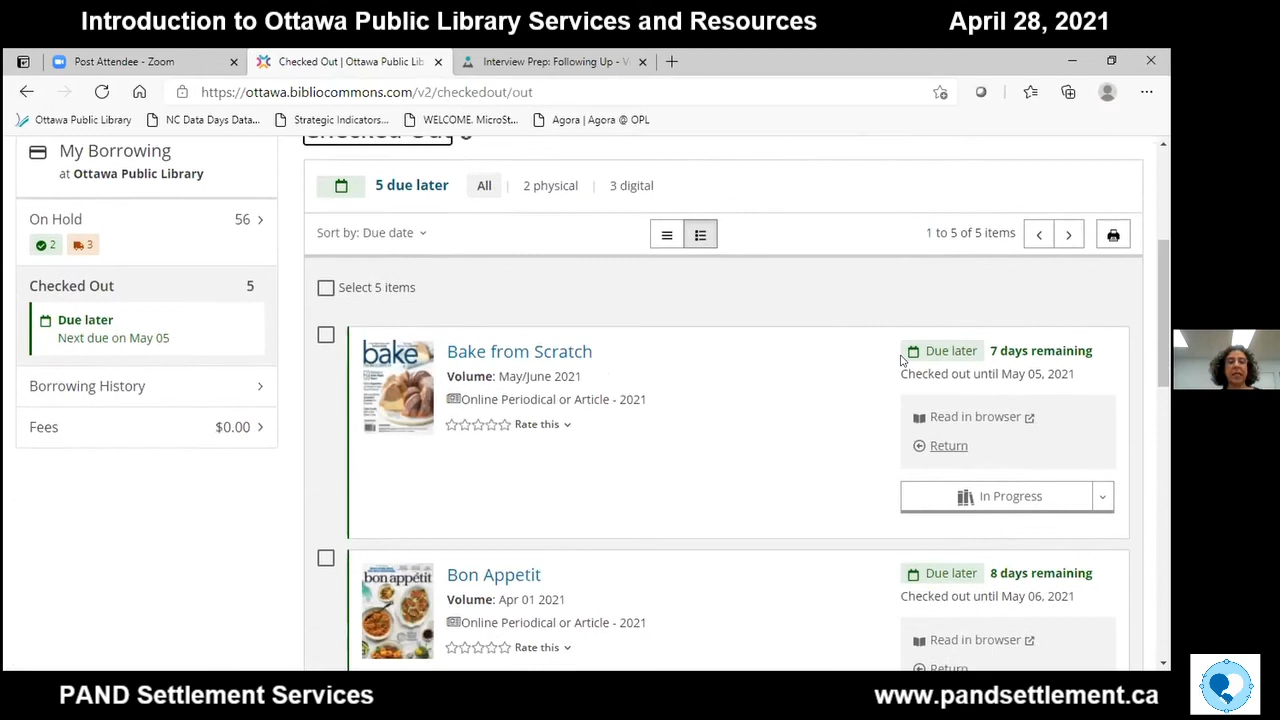 Introduction to Ottawa Public Library Services and Resources April 28, 2021
Post Attendee - Zoom
Checked Out | Ottawa Public Lib
Interview Prep: Following Up - V
https://ottawa.bibliocommons.com/v2/checkedout/out
Ottawa Public Library
NC Data Days Data...
Strategic Indicators...
WELCOME. MicroSt...
Agora | Agora @ OPL
My Borrowing
at Ottawa Public Library
On Hold 56
2 3
Checked Out 5
Due later
Next due on May 05
Borrowing History
Fees $0.00
5 due later All 2 physical 3 digital
Sort by: Due date 1 to 5 of 5 items
Select 5 items
bake
Bake from Scratch
Volume: May/June 2021
Online Periodical or Article - 2021
Rate this
Due later 7 days remaining
Checked out until May 05, 2021
Read in browser
Return
In Progress
bon appétit
Bon Appetit
Volume: Apr 01 2021
Online Periodical or Article - 2021
Rate this
Due later 8 days remaining
Checked out until May 06, 2021
Read in browser
Return
PAND Settlement Services www.pandsettlement.ca